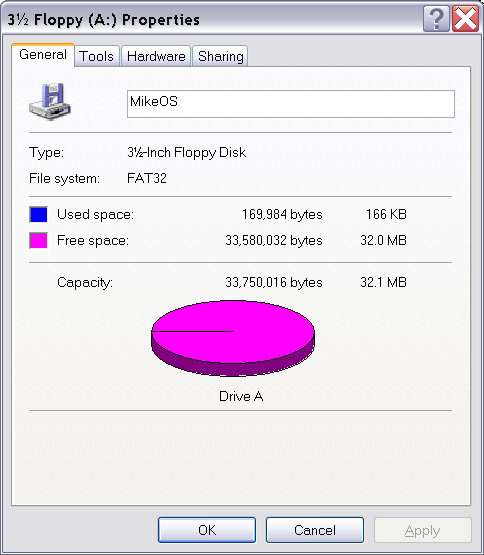 3½ Floppy (A:) Properties
General Tools Hardware Sharing
MikeOS
Type: 3½-Inch Floppy Disk
File system: FAT32
Used space: 169,984 bytes 166 KB
Free space: 33,580,032 bytes 32.0 MB
Capacity: 33,750,016 bytes 32.1 MB
Drive A
OK Cancel Apply